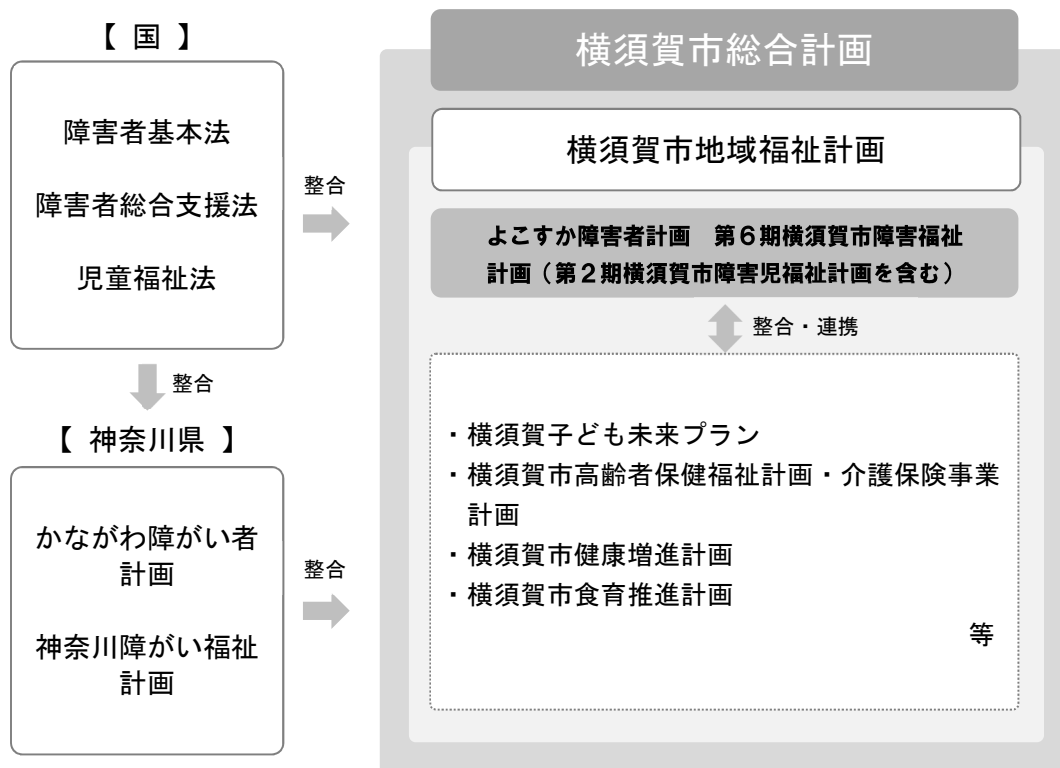 【 国 】
障害者基本法
障害者総合支援法
児童福祉法
整合
【 神奈川県 】
かながわ障がい者
計画
神奈川障がい福祉
計画
整合
整合
横須賀市総合計画
横須賀市地域福祉計画
よこすか障害者計画　第６期横須賀市障害福祉
計画（第２期横須賀市障害児福祉計画を含む）
整合・連携
・横須賀子ども未来プラン
・横須賀市高齢者保健福祉計画・介護保険事業
計画
・横須賀市健康増進計画
・横須賀市食育推進計画
等